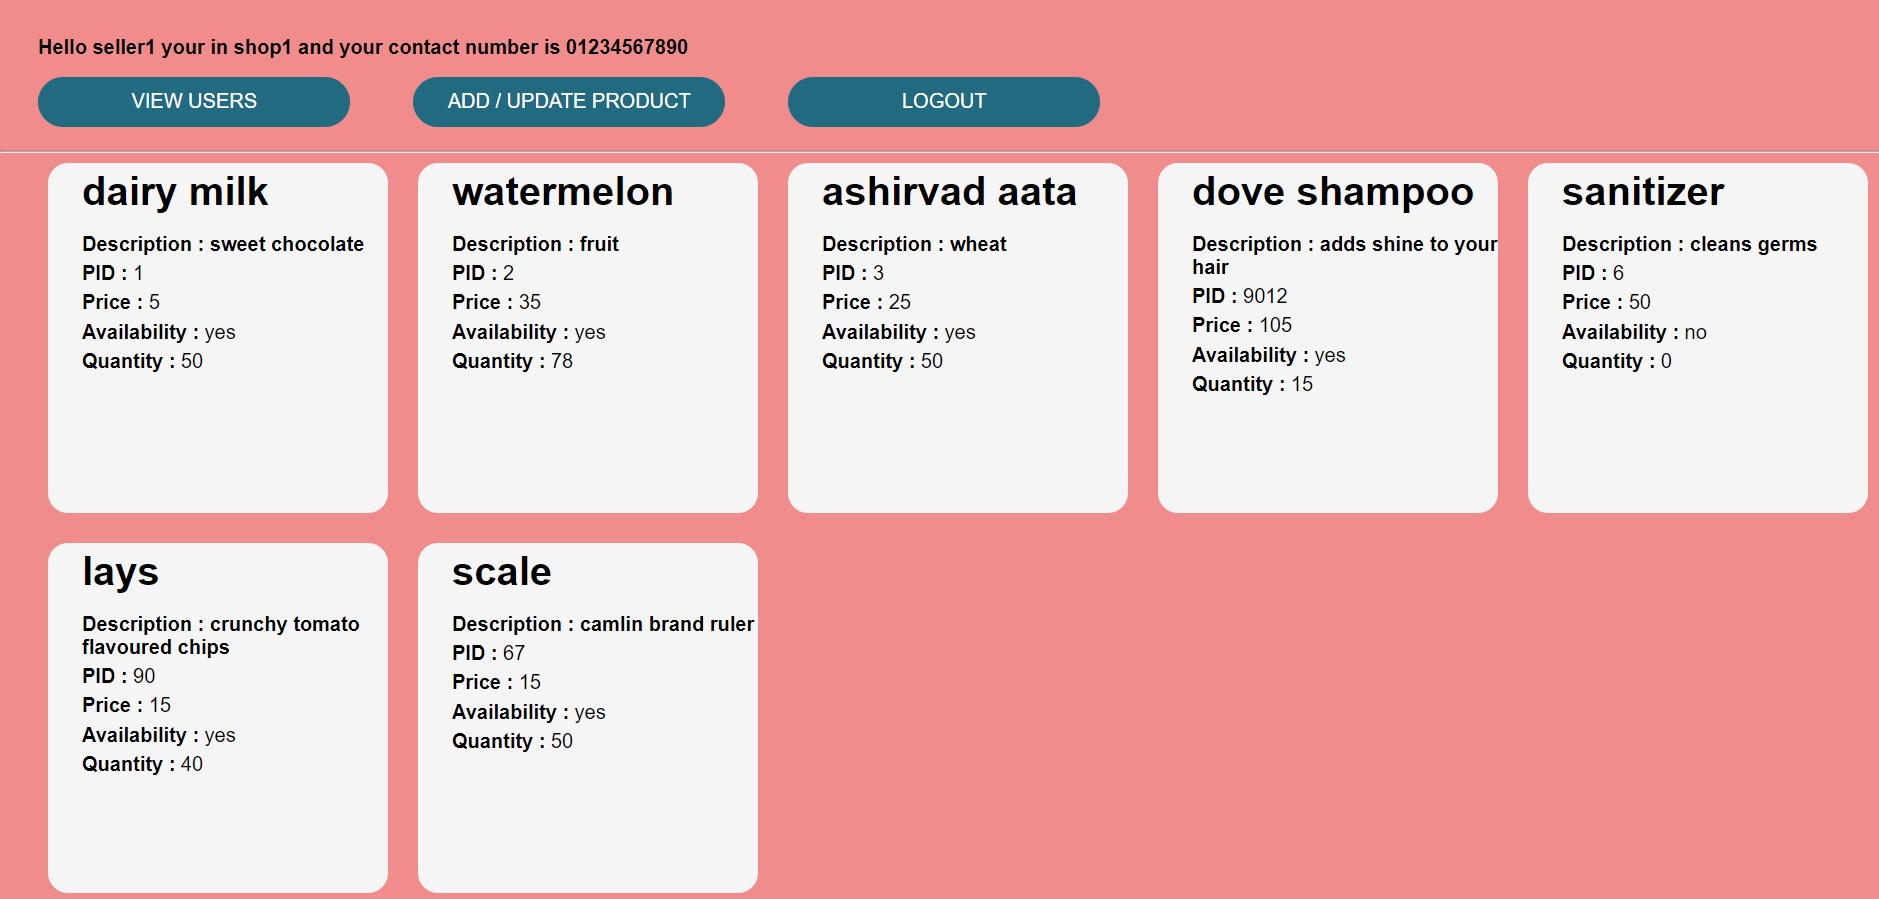 Hello seller1 your in shop1 and your contact number is 01234567890
VIEW USERS
ADD / UPDATE PRODUCT
LOGOUT
dairy milk
Description : sweet chocolate
PID : 1
Price : 5
Availability : yes
Quantity : 50
watermelon
Description : fruit
PID : 2
Price : 35
Availability : yes
Quantity : 78
ashirvad aata
Description : wheat
PID : 3
Price : 25
Availability : yes
Quantity : 50
dove shampoo
Description : adds shine to your
hair
PID : 9012
Price : 105
Availability : yes
Quantity : 15
sanitizer
Description : cleans germs
PID : 6
Price : 50
Availability : no
Quantity : 0
lays
Description : crunchy tomato
flavoured chips
PID : 90
Price : 15
Availability : yes
Quantity : 40
scale
Description : camlin brand ruler
PID : 67
Price : 15
Availability : yes
Quantity : 50